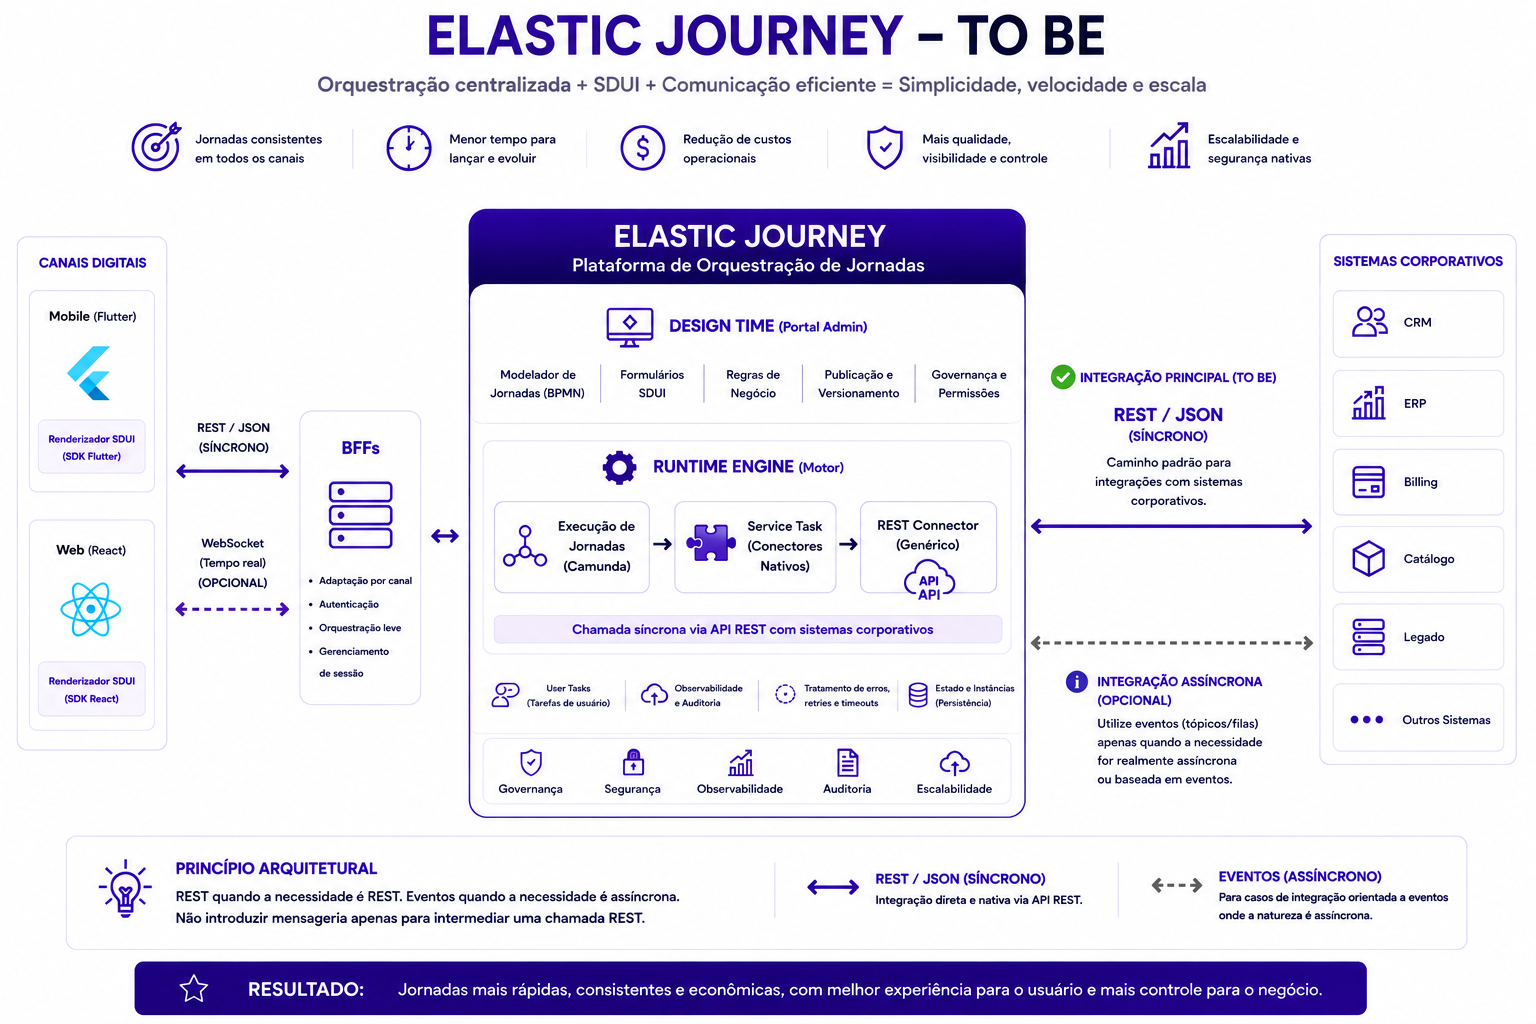 ELASTIC JOURNEY – TO BE
Orquestração centralizada + SDUI + Comunicação eficiente = Simplicidade, velocidade e escala
Jornadas consistentes
em todos os canais
Menor tempo para
lançar e evoluir
Redução de custos
operacionais
Mais qualidade,
visibilidade e controle
Escalabilidade e
segurança nativas
CANAIS DIGITAIS
Mobile (Flutter)
Renderizador SDUI
(SDK Flutter)
Web (React)
Renderizador SDUI
(SDK React)
REST / JSON
(SÍNCRONO)
WebSocket
(Tempo real)
(OPCIONAL)
BFFs
• Adaptação por canal
• Autenticação
• Orquestração leve
• Gerenciamento
de sessão
ELASTIC JOURNEY
Plataforma de Orquestração de Jornadas
DESIGN TIME (Portal Admin)
Modelador de
Jornadas (BPMN)
Formulários
SDUI
Regras de
Negócio
Publicação e
Versionamento
Governança e
Permissões
RUNTIME ENGINE (Motor)
Execução de
Jornadas
(Camunda)
Service Task
(Conectores
Nativos)
REST Connector
(Genérico)
API
API
Chamada síncrona via API REST com sistemas corporativos
User Tasks
(Tarefas de usuário)
Observabilidade
e Auditoria
Tratamento de erros,
retries e timeouts
Estado e Instâncias
(Persistência)
Governança
Segurança
Observabilidade
Auditoria
Escalabilidade
INTEGRAÇÃO PRINCIPAL (TO BE)
REST / JSON
(SÍNCRONO)
Caminho padrão para
integrações com sistemas
corporativos.
i
INTEGRAÇÃO ASSÍNCRONA
(OPCIONAL)
Utilize eventos (tópicos/filas)
apenas quando a necessidade
for realmente assíncrona
ou baseada em eventos.
SISTEMAS CORPORATIVOS
CRM
ERP
Billing
Catálogo
Legado
Outros Sistemas
PRINCÍPIO ARQUITETURAL
REST quando a necessidade é REST. Eventos quando a necessidade é assíncrona.
Não introduzir mensageria apenas para intermediar uma chamada REST.
REST / JSON (SÍNCRONO)
Integração direta e nativa via API REST.
EVENTOS (ASSÍNCRONO)
Para casos de integração orientada a eventos
onde a natureza é assíncrona.
RESULTADO: Jornadas mais rápidas, consistentes e econômicas, com melhor experiência para o usuário e mais controle para o negócio.